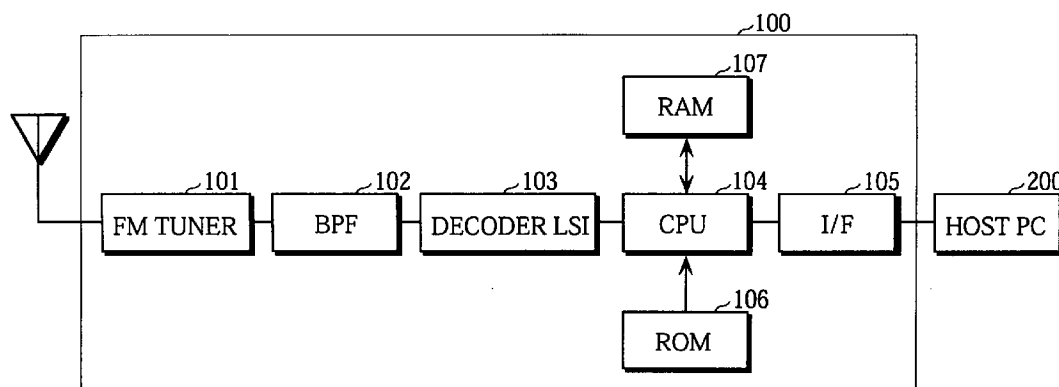 100
107
RAM
101
102
103
104
105
200
FM TUNER
BPF
DECODER LSI
CPU
I/F
HOST PC
106
ROM